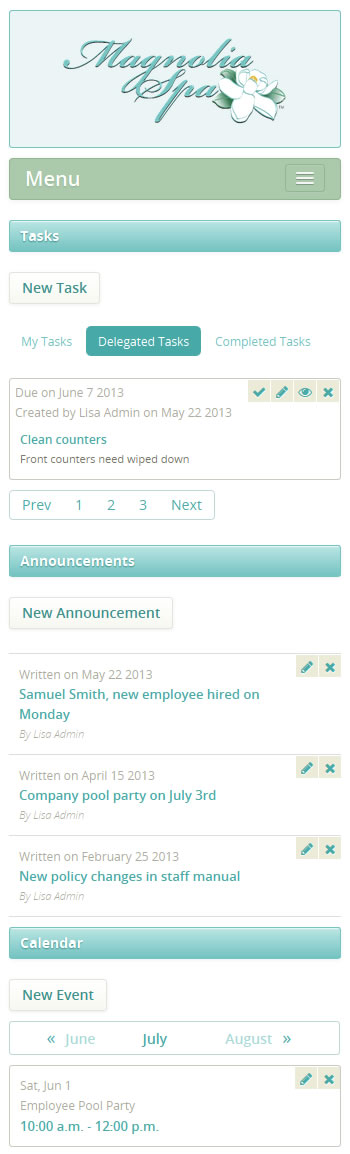 Magnolia
Spa
™
Menu
Tasks
New Task
My Tasks Delegated Tasks Completed Tasks
Due on June 7 2013
Created by Lisa Admin on May 22 2013
Clean counters
Front counters need wiped down
Prev 1 2 3 Next
Announcements
New Announcement
Written on May 22 2013
Samuel Smith, new employee hired on
Monday
By Lisa Admin
Written on April 15 2013
Company pool party on July 3rd
By Lisa Admin
Written on February 25 2013
New policy changes in staff manual
By Lisa Admin
Calendar
New Event
« June July August »
Sat, Jun 1
Employee Pool Party
10:00 a.m. - 12:00 p.m.